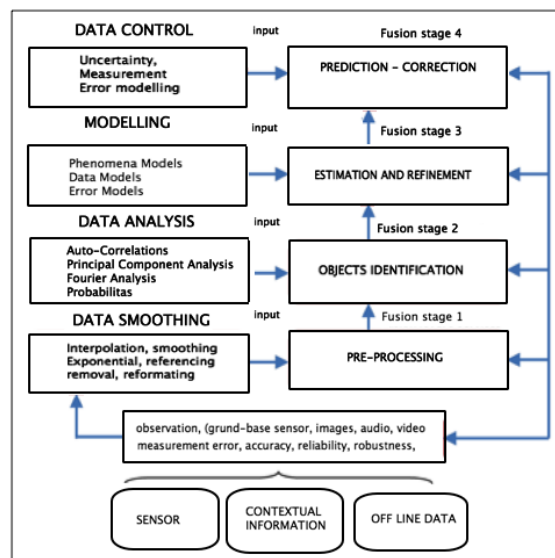 DATA CONTROL
input
Fusion stage 4
Uncertainty,
Measurement
Error modelling
PREDICTION - CORRECTION
MODELLING
input
Fusion stage 3
Phenomena Models
Data Models
Error Models
ESTIMATION AND REFINEMENT
DATA ANALYSIS
input
Fusion stage 2
Auto-Correlations
Principal Component Analysis
Fourier Analysis
Probabilitas
OBJECTS IDENTIFICATION
DATA SMOOTHING
input
Fusion stage 1
Interpolation, smoothing
Exponential, referencing
removal, reformating
PRE-PROCESSING
observation, (grund-base sensor, images, audio, video
measurement error, accuracy, reliability, robustness,
SENSOR
CONTEXTUAL
INFORMATION
OFF LINE DATA